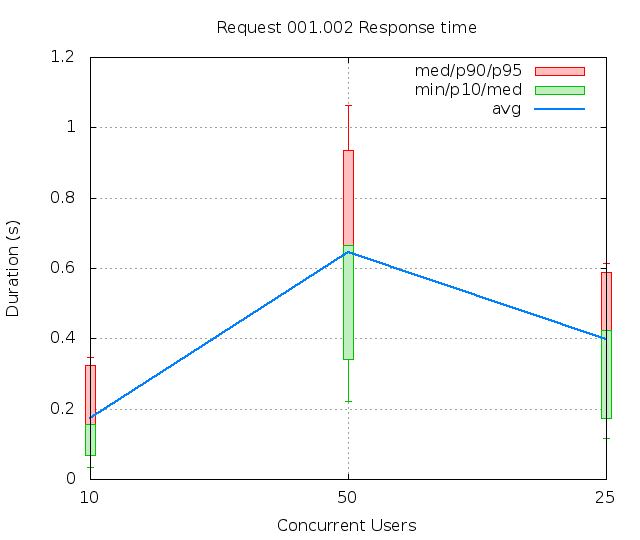 Request 001.002 Response time
1.2
1
0.8
0.6
0.4
0.2
0
Duration (s)
med/p90/p95
min/p10/med
avg
10 50 25
Concurrent Users